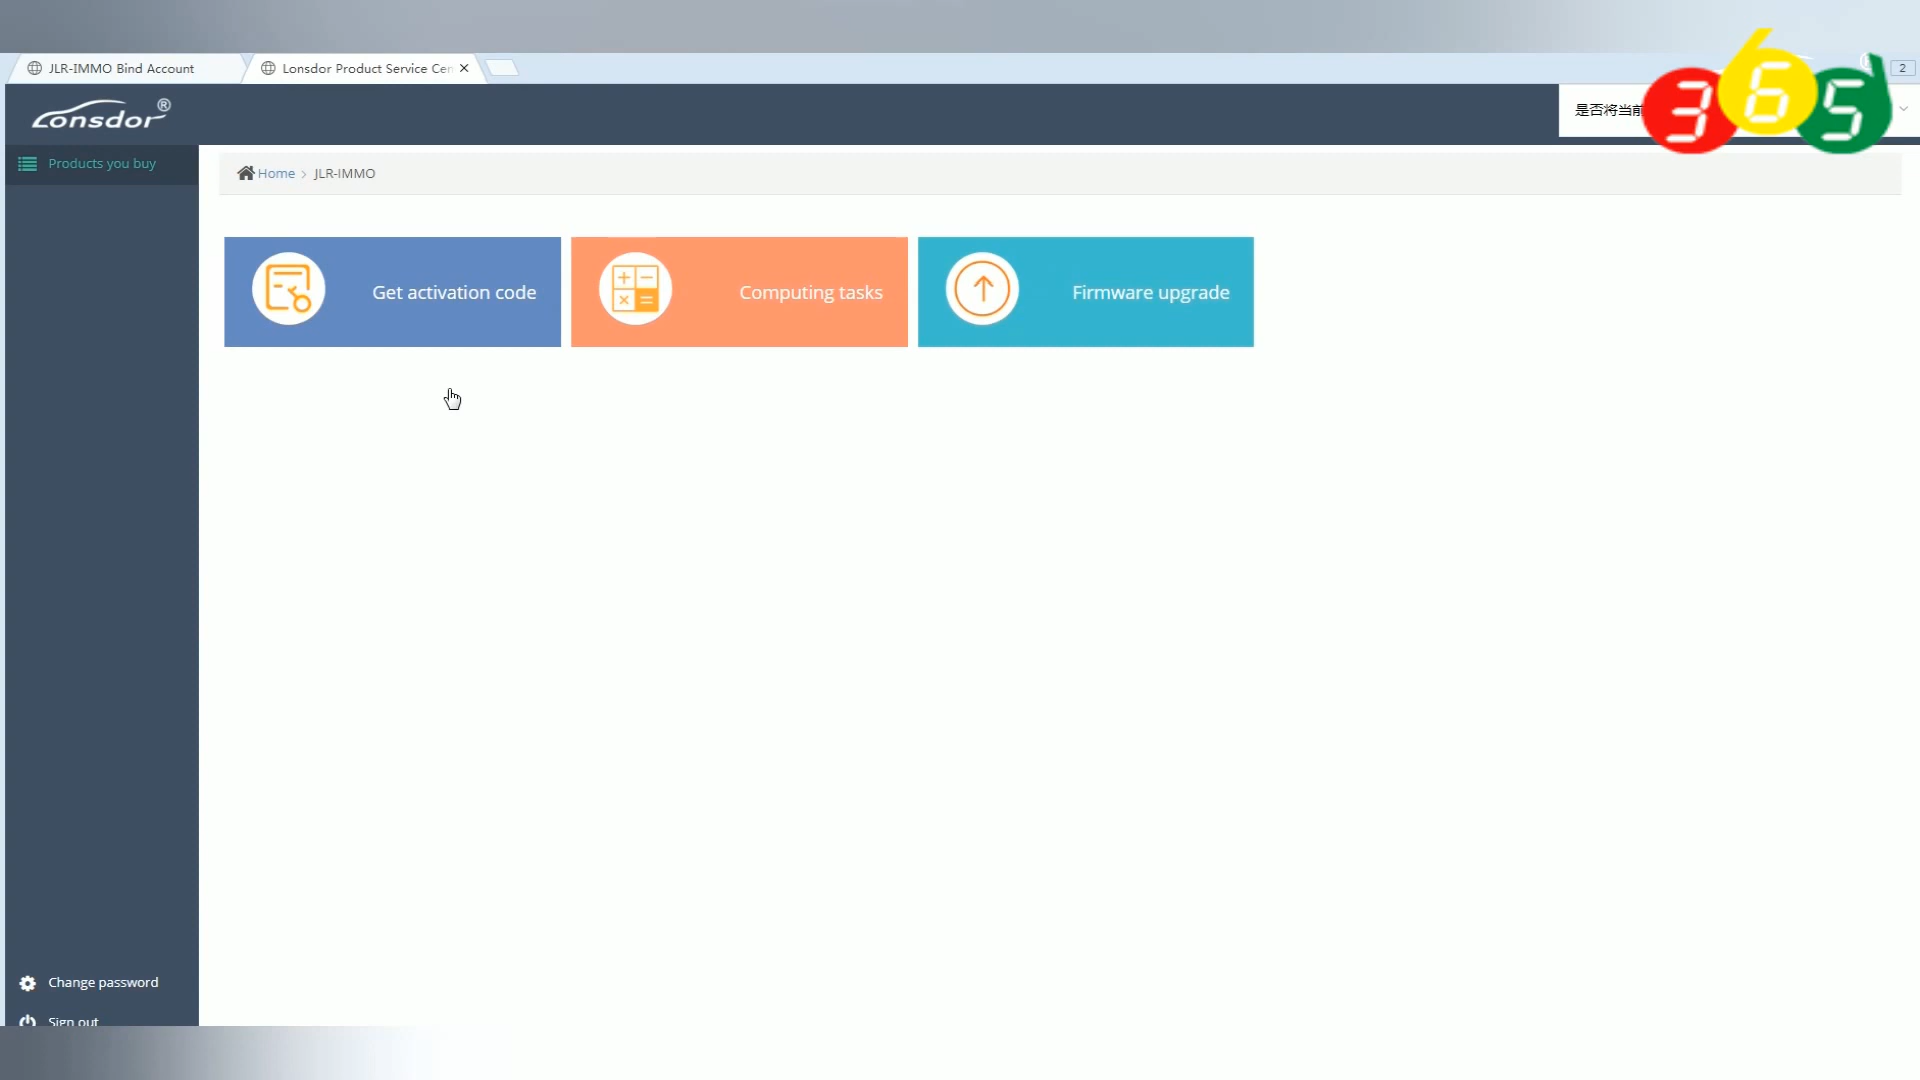 JLR-IMMO Bind Account
Lonsdor Product Service Cen
2
Lonsdor®
是否将当前
365
Products you buy
Home > JLR-IMMO
Get activation code
Computing tasks
Firmware upgrade
Change password
Sign out